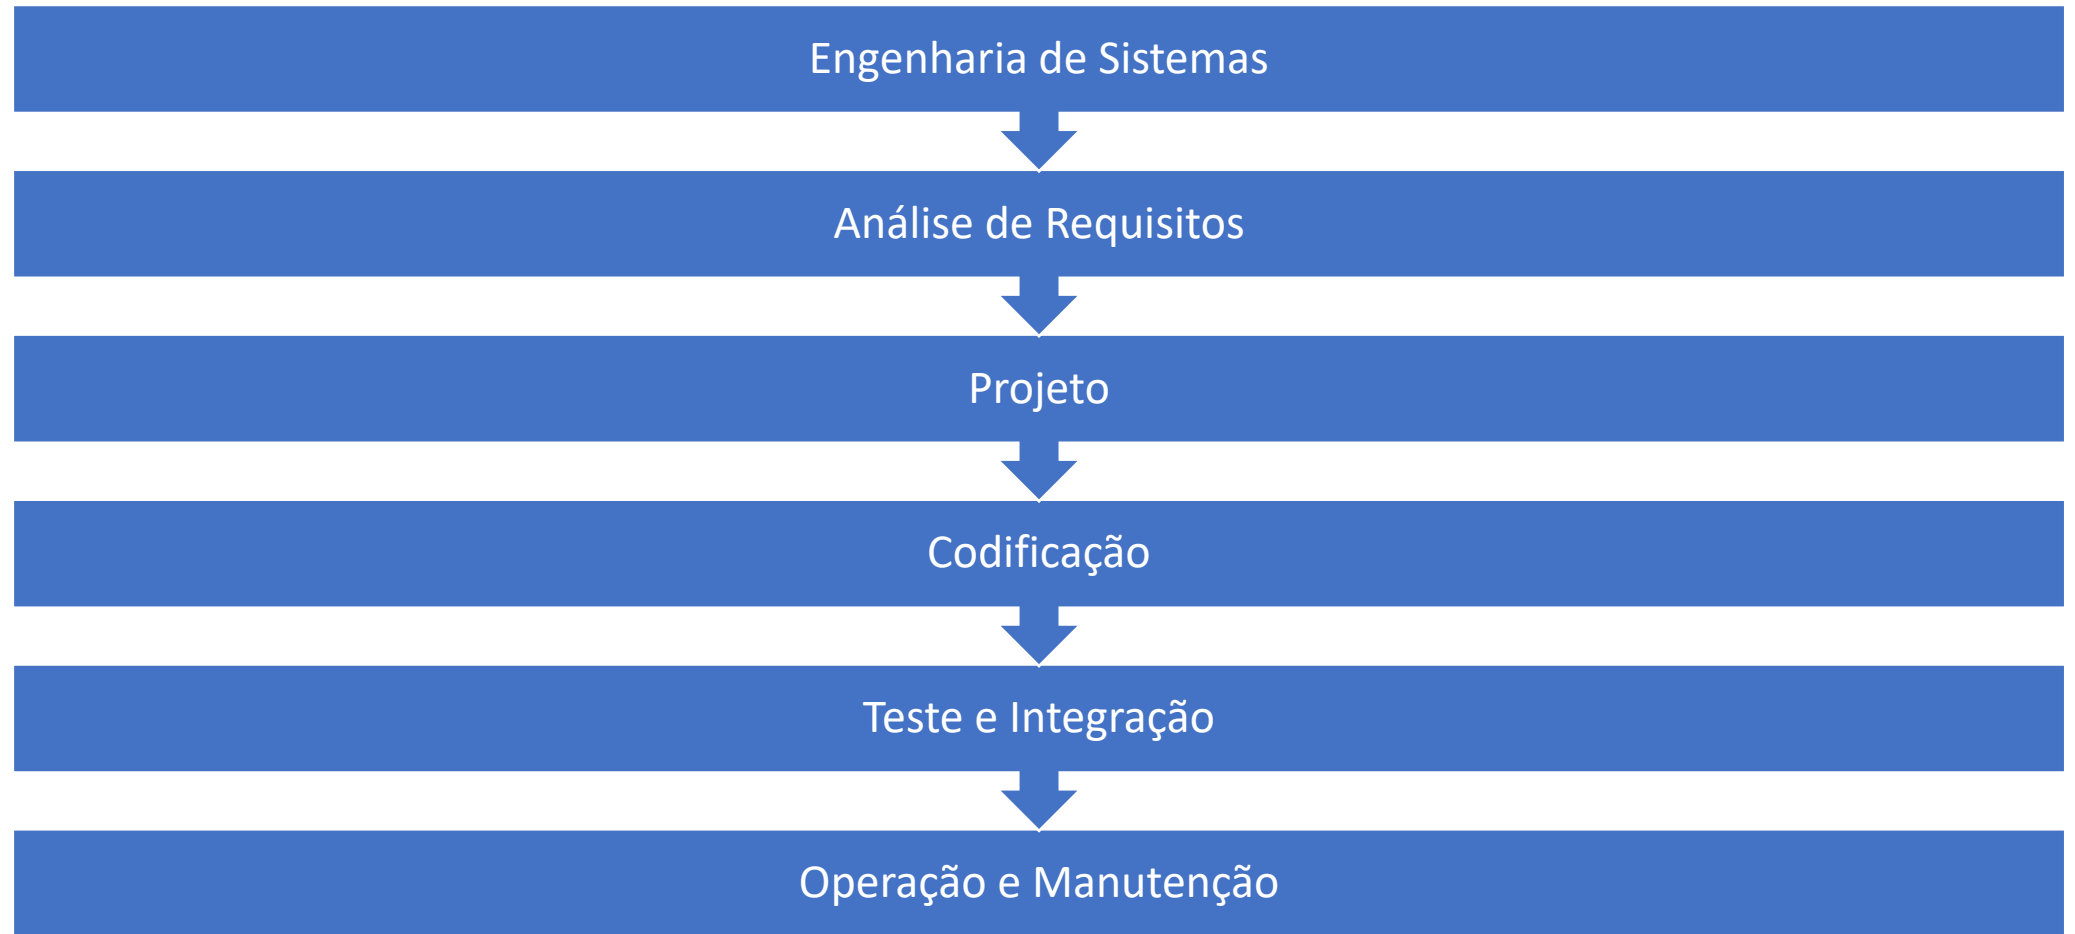 Engenharia de Sistemas
Análise de Requisitos
Projeto
Codificação
Teste e Integração
Operação e Manutenção